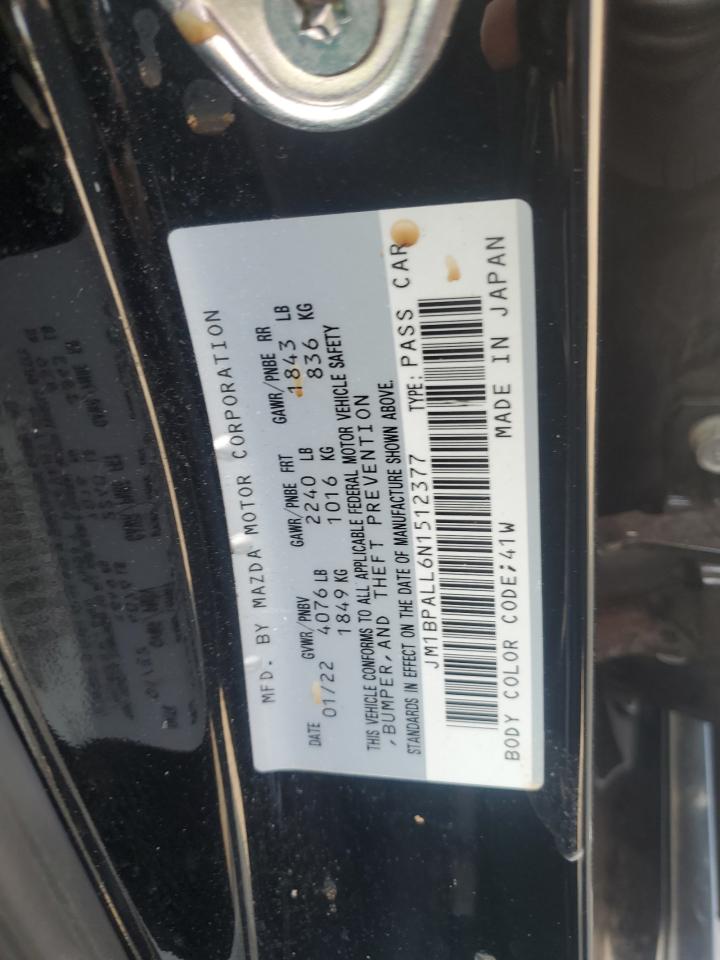 MFD. BY MAZDA MOTOR CORPORATION
DATE GVWR/PNBV GAWR/PNBE FRT GAWR/PNBE RR
01/22 4076 LB 2240 LB 1843 LB
1849 KG 1016 KG 836 KG
THIS VEHICLE CONFORMS TO ALL APPLICABLE FEDERAL MOTOR VEHICLE SAFETY
,BUMPER, AND THEFT PREVENTION
STANDARDS IN EFFECT ON THE DATE OF MANUFACTURE SHOWN ABOVE.
JM1BPALL6N1512377 TYPE: PASS CAR
BODY COLOR CODE;41W MADE IN JAPAN